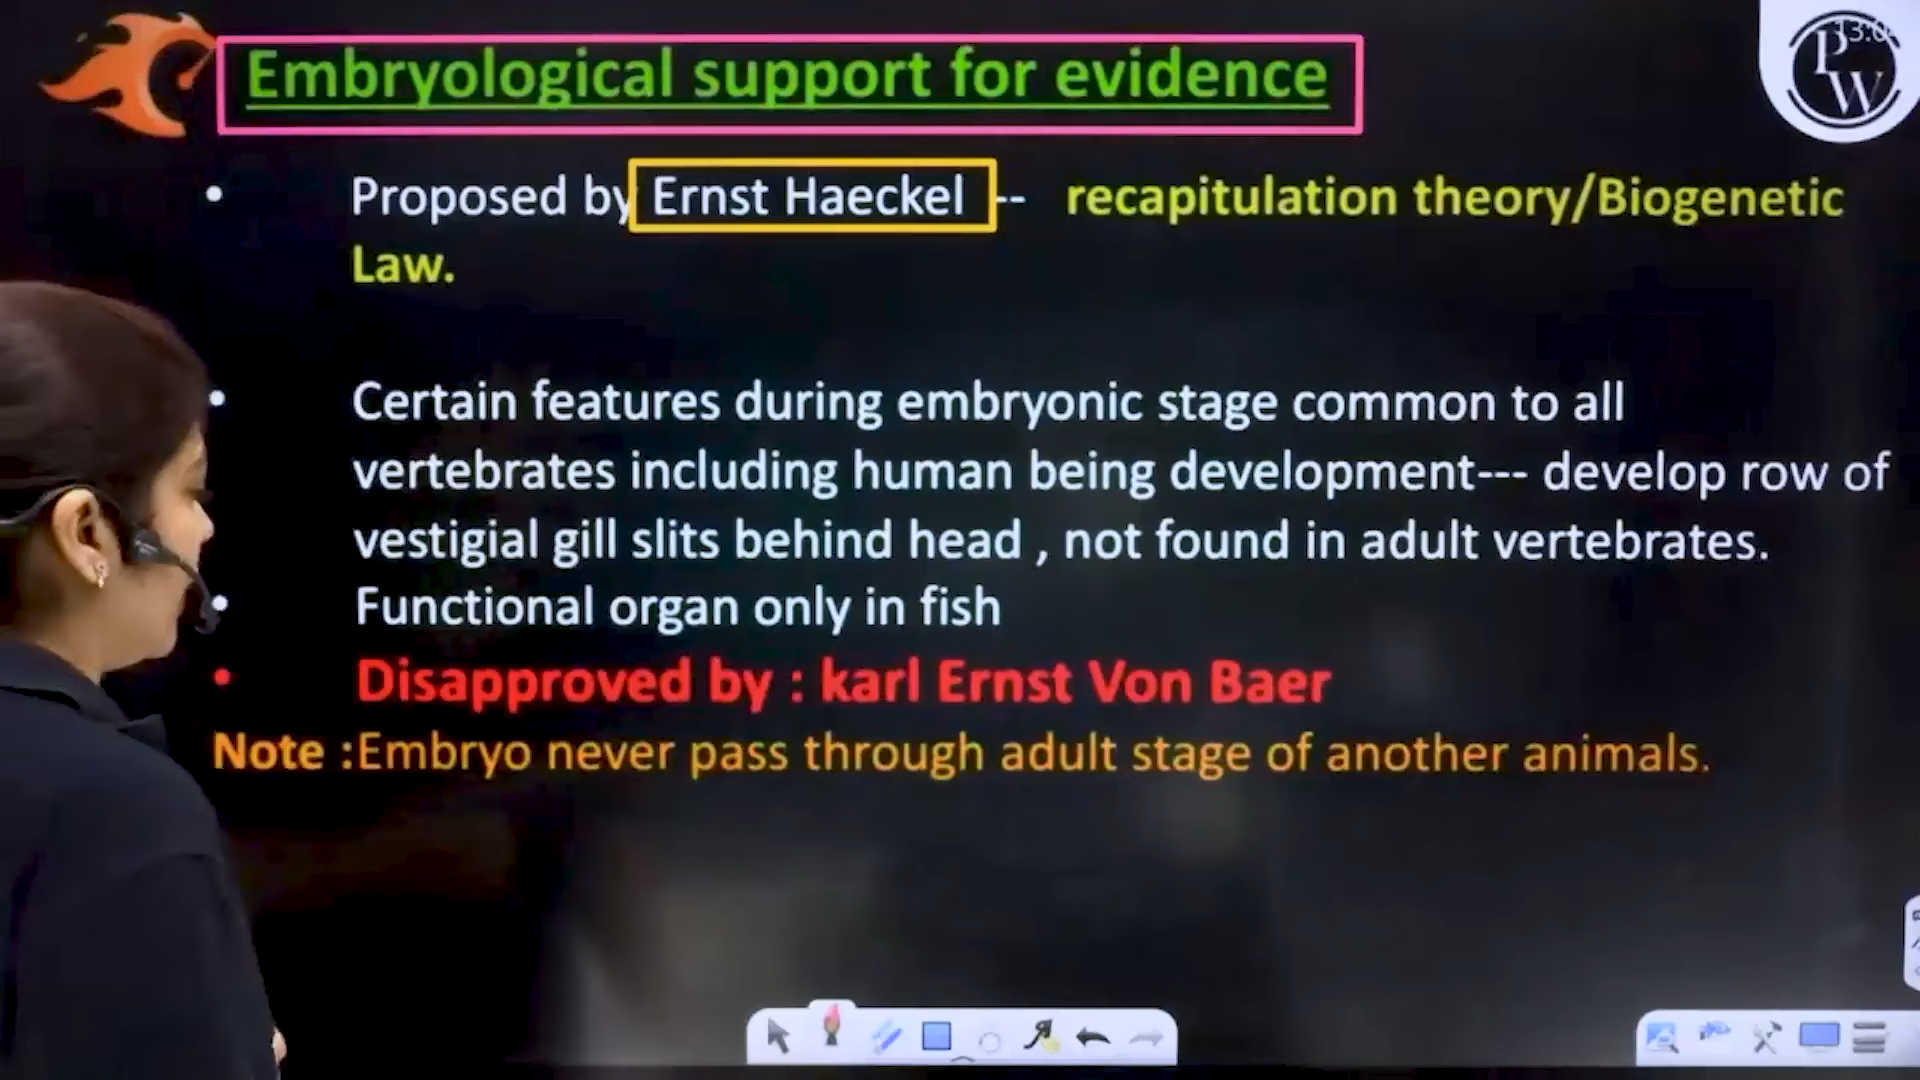 Embryological support for evidence
• Proposed by Ernst Haeckel -- recapitulation theory/Biogenetic
Law.
• Certain features during embryonic stage common to all
vertebrates including human being development--- develop row of
vestigial gill slits behind head , not found in adult vertebrates.
• Functional organ only in fish
• Disapproved by : karl Ernst Von Baer
Note :Embryo never pass through adult stage of another animals.
PW